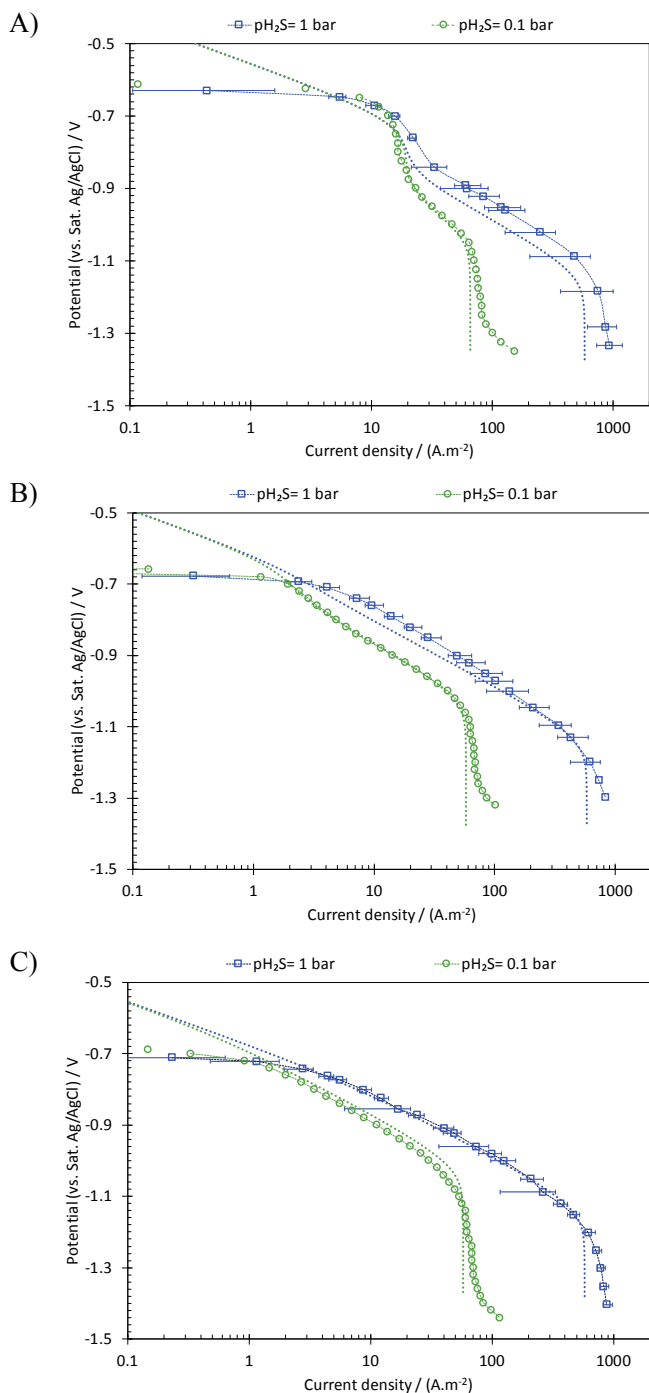 A)
pH₂S= 1 bar pH₂S= 0.1 bar
-0.5
-0.7
-0.9
-1.1
-1.3
-1.5
Potential (vs. Sat. Ag/AgCl) / V
0.1 1 10 100 1000
Current density / (A.m⁻²)
B)
pH₂S= 1 bar pH₂S= 0.1 bar
-0.5
-0.7
-0.9
-1.1
-1.3
-1.5
Potential (vs. Sat. Ag/AgCl) / V
0.1 1 10 100 1000
Current density / (A.m⁻²)
C)
pH₂S= 1 bar pH₂S = 0.1 bar
-0.5
-0.7
-0.9
-1.1
-1.3
-1.5
Potential (vs. Sat. Ag/AgCl) / V
0.1 1 10 100 1000
Current density / (A.m⁻²)